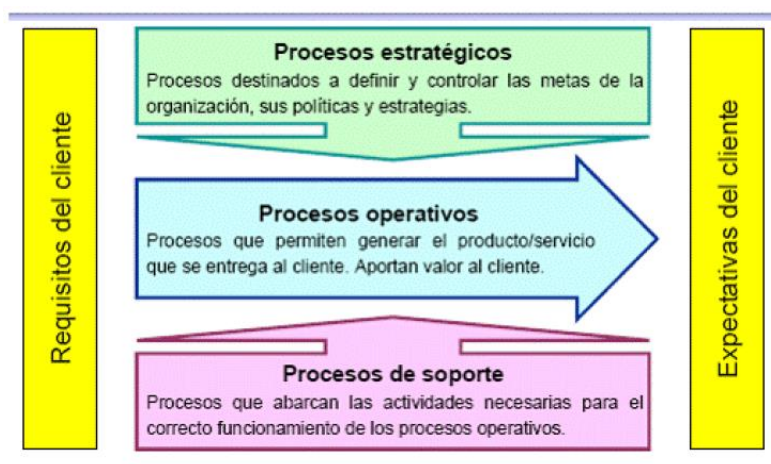 Requisitos del cliente
Procesos estratégicos
Procesos destinados a definir y controlar las metas de la
organización, sus políticas y estrategias.
Procesos operativos
Procesos que permiten generar el producto/servicio
que se entrega al cliente. Aportan valor al cliente.
Procesos de soporte
Procesos que abarcan las actividades necesarias para el
correcto funcionamiento de los procesos operativos.
Expectativas del cliente